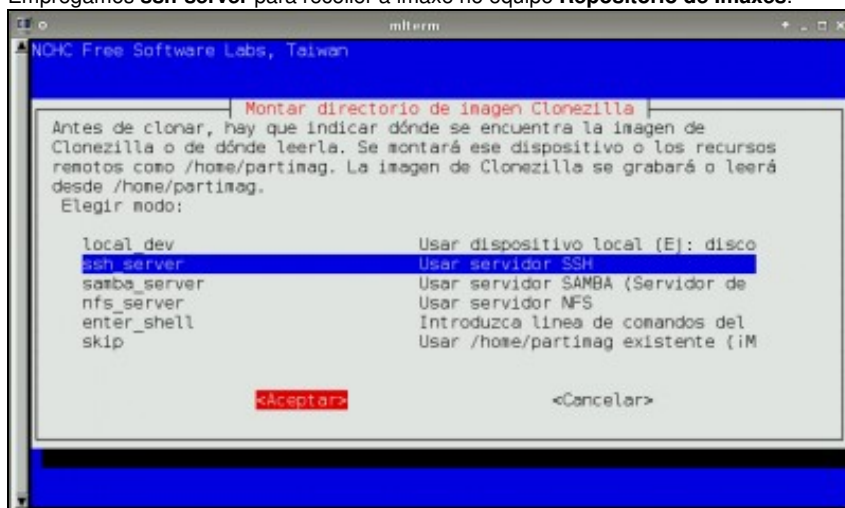 Empregamos ssh-server para recoller a imaxe no equipo Repositorio de Imaxes:
mlterm
NCHC Free Software Labs, Taiwan
Montar directorio de imagen Clonezilla
Antes de clonar, hay que indicar dónde se encuentra la imagen de
Clonezilla o de dónde leerla. Se montará ese dispositivo o los recursos
remotos como /home/partimag. La imagen de Clonezilla se grabará o leerá
desde /home/partimag.
Elegir modo:
local_dev Usar dispositivo local (Ej: disco
ssh_server Usar servidor SSH
samba_server Usar servidor SAMBA (Servidor de
nfs_server Usar servidor NFS
enter_shell Introduzca linea de comandos del
skip Usar /home/partimag existente (¡M
<Aceptar> <Cancelar>